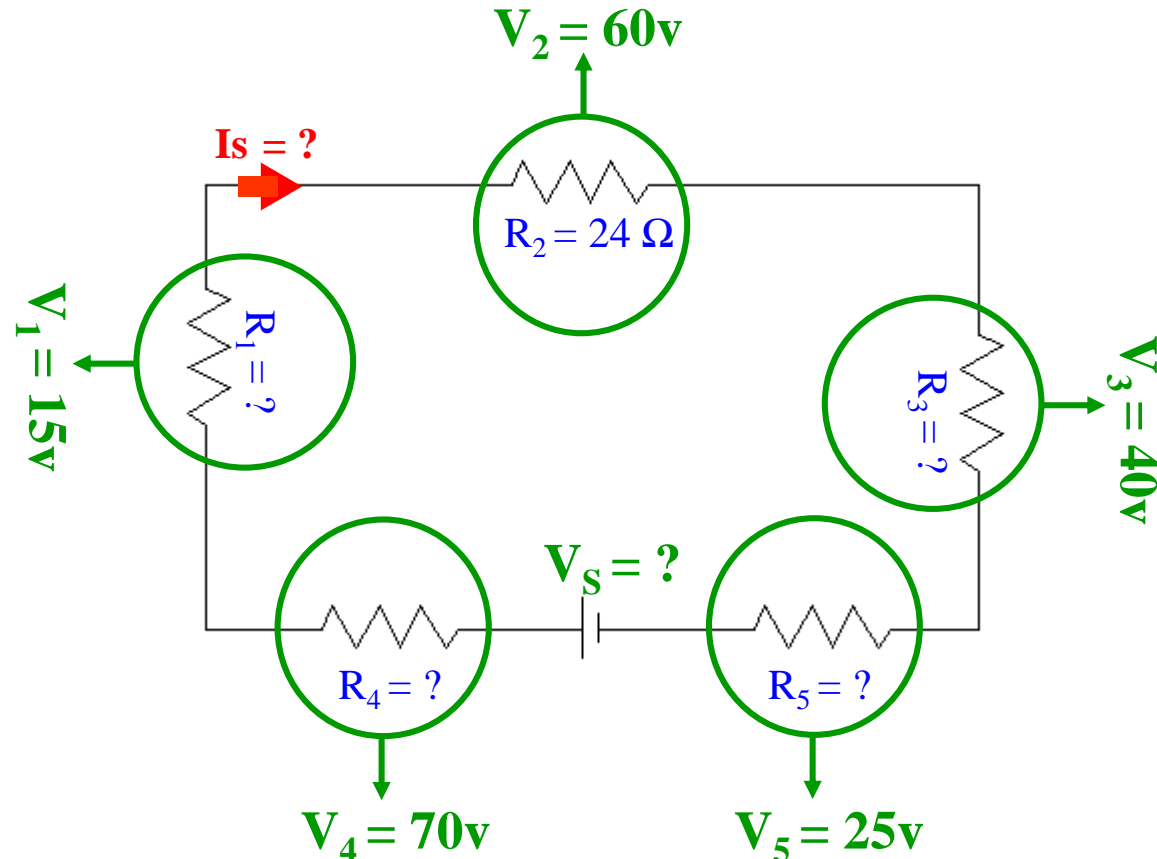 V₂ = 60v
Is = ?
R₂ = 24 Ω
V₁ = 15v
R₁ = ?
R₃ = ?
V₃ = 40v
Vₛ = ?
R₄ = ?
R₅ = ?
V₄ = 70v
V₅ = 25v